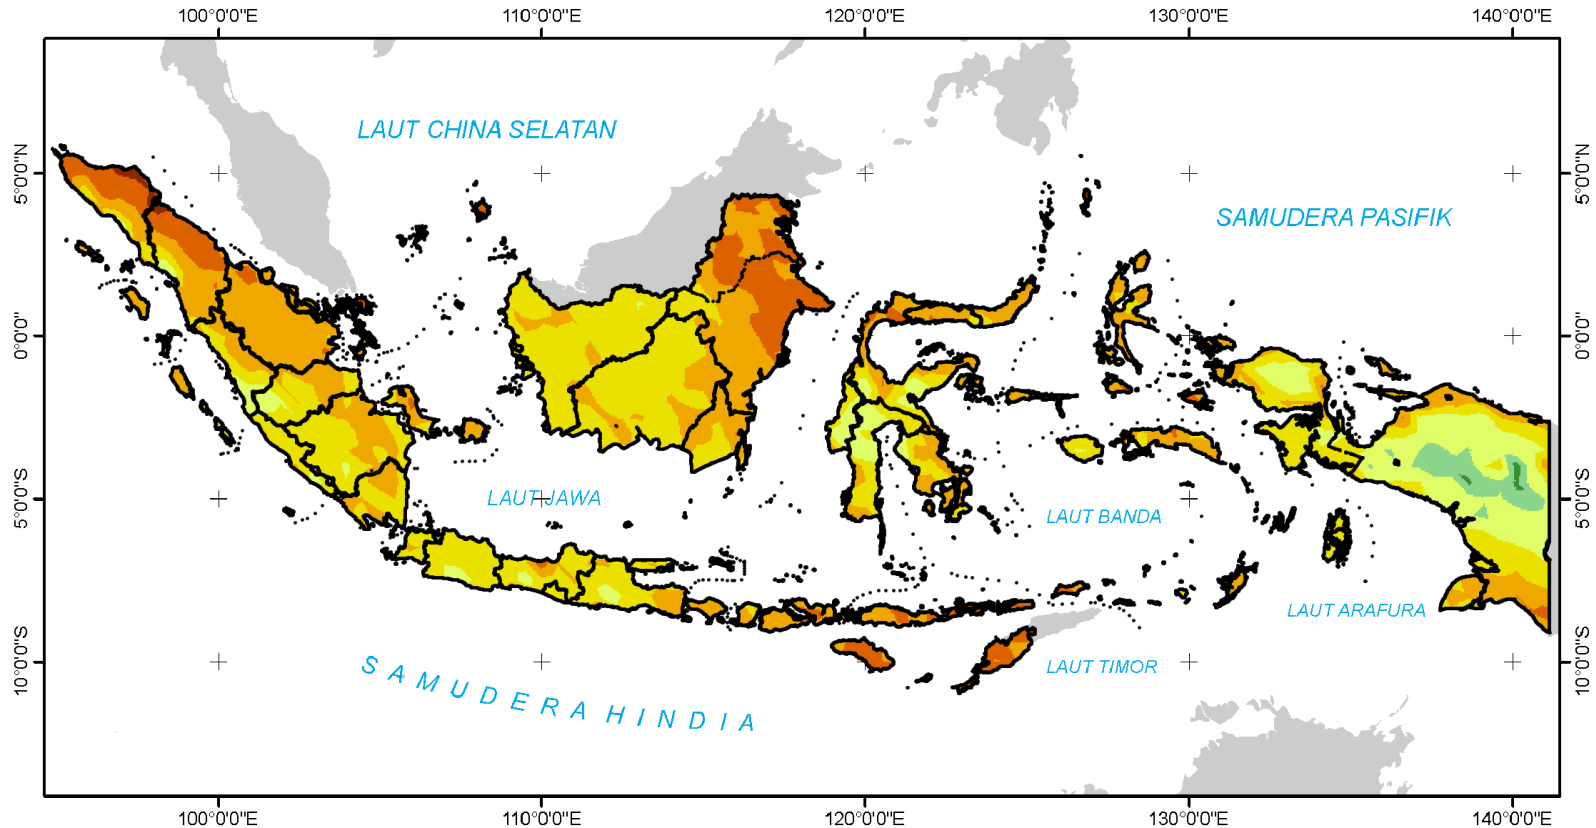 100°0'0"E 110°0'0"E 120°0'0"E 130°0'0"E 140°0'0"E
LAUT CHINA SELATAN
5°0'0"N 5°0'0"N
SAMUDERA PASIFIK
0°0'0" 0°0'0"
5°0'0"S LAUT JAWA 5°0'0"S
LAUT BANDA
LAUT ARAFURA
10°0'0"S LAUT TIMOR 10°0'0"S
SAMUDERA HINDIA
100°0'0"E 110°0'0"E 120°0'0"E 130°0'0"E 140°0'0"E